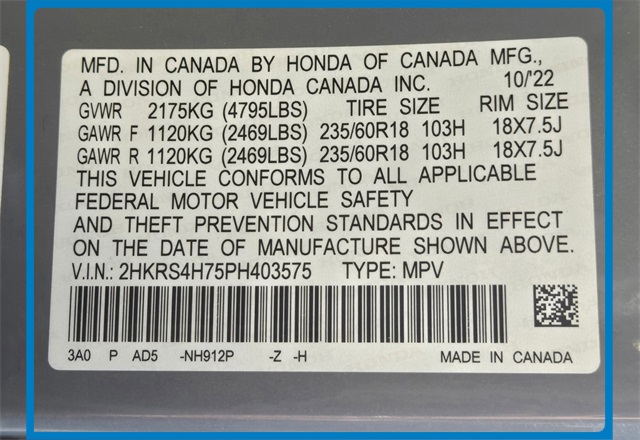 MFD. IN CANADA BY HONDA OF CANADA MFG.,
A DIVISION OF HONDA CANADA INC. 10/'22
GVWR 2175KG (4795LBS) TIRE SIZE RIM SIZE
GAWR F 1120KG (2469LBS) 235/60R18 103H 18X7.5J
GAWR R 1120KG (2469LBS) 235/60R18 103H 18X7.5J
THIS VEHICLE CONFORMS TO ALL APPLICABLE
FEDERAL MOTOR VEHICLE SAFETY
AND THEFT PREVENTION STANDARDS IN EFFECT
ON THE DATE OF MANUFACTURE SHOWN ABOVE.
V.I.N.: 2HKRS4H75PH403575 TYPE: MPV
3A0 P AD5 -NH912P -Z -H MADE IN CANADA